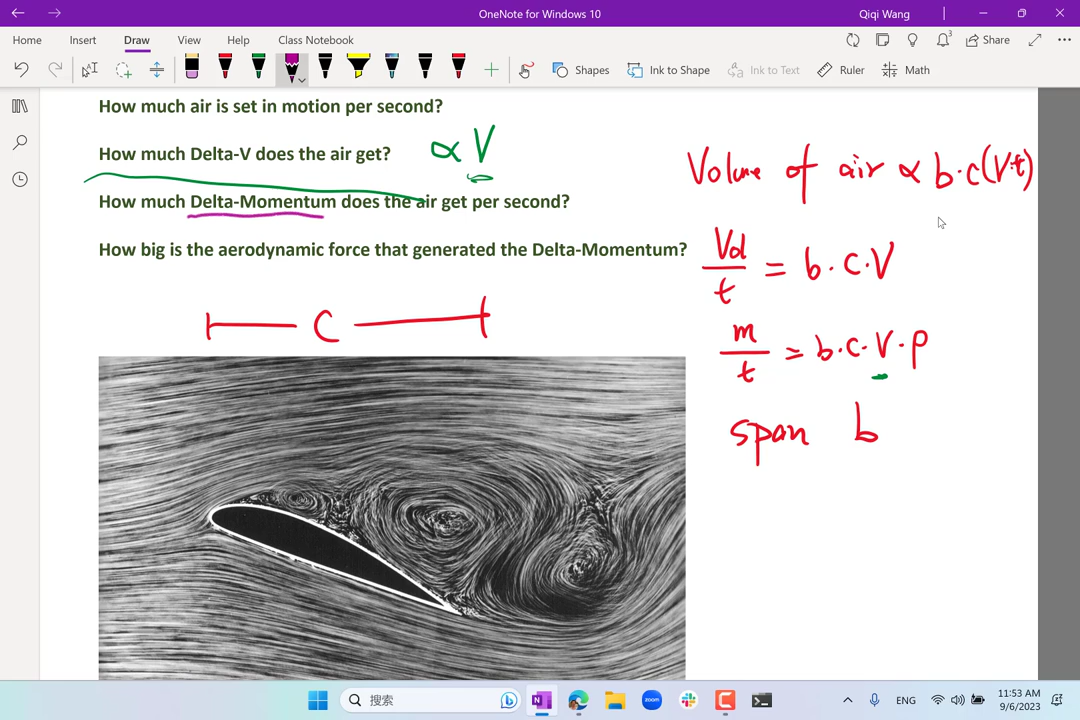 OneNote for Windows 10
Qiqi Wang
Home Insert Draw View Help Class Notebook
3
Share
Shapes
Ink to Shape
Ink to Text
Ruler
Math
How much air is set in motion per second?
How much Delta-V does the air get?
∝ V
How much Delta-Momentum does the air get per second?
How big is the aerodynamic force that generated the Delta-Momentum?
C
Volume of air ∝ b·c(V·t)
Vol
t
= b·c·V
m
t
= b·c·V·ρ
span b
搜索
zoom
ENG
11:53 AM
9/6/2023